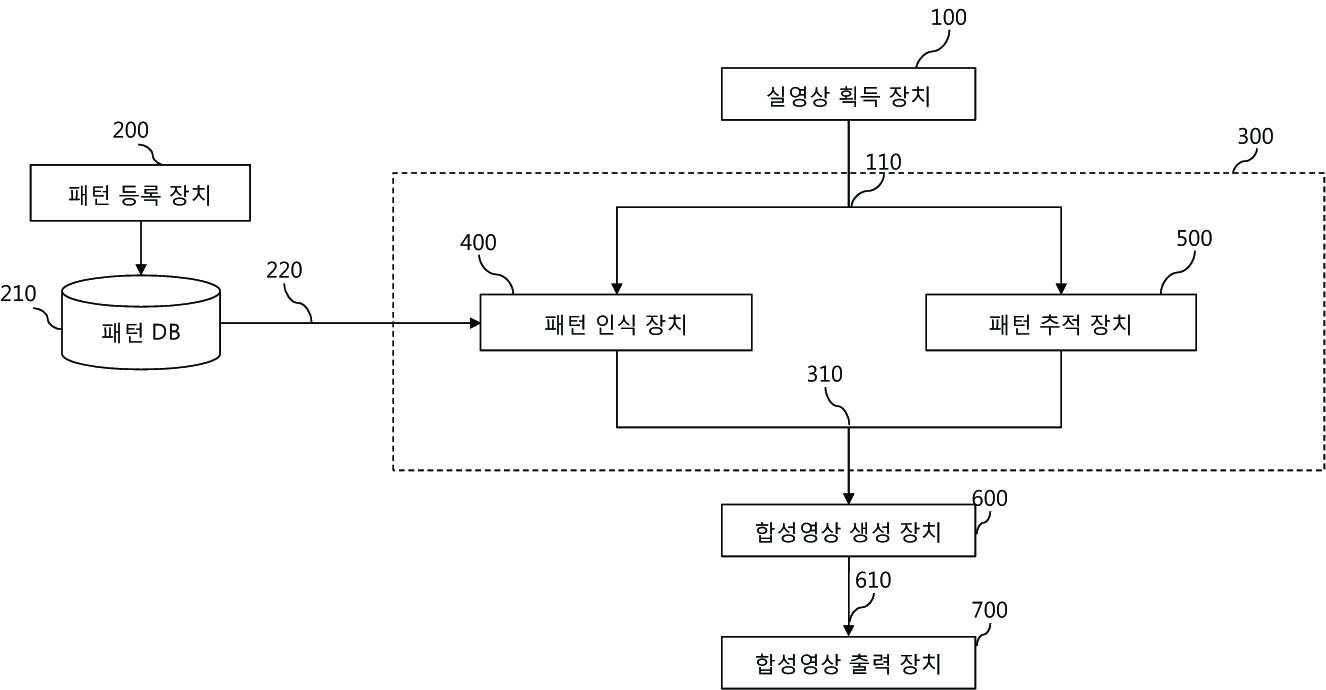 100
실영상 획득 장치
200
300
110
패턴 등록 장치
400
500
220
210
패턴 인식 장치
패턴 추적 장치
패턴 DB
310
600
합성영상 생성 장치
610
700
합성영상 출력 장치